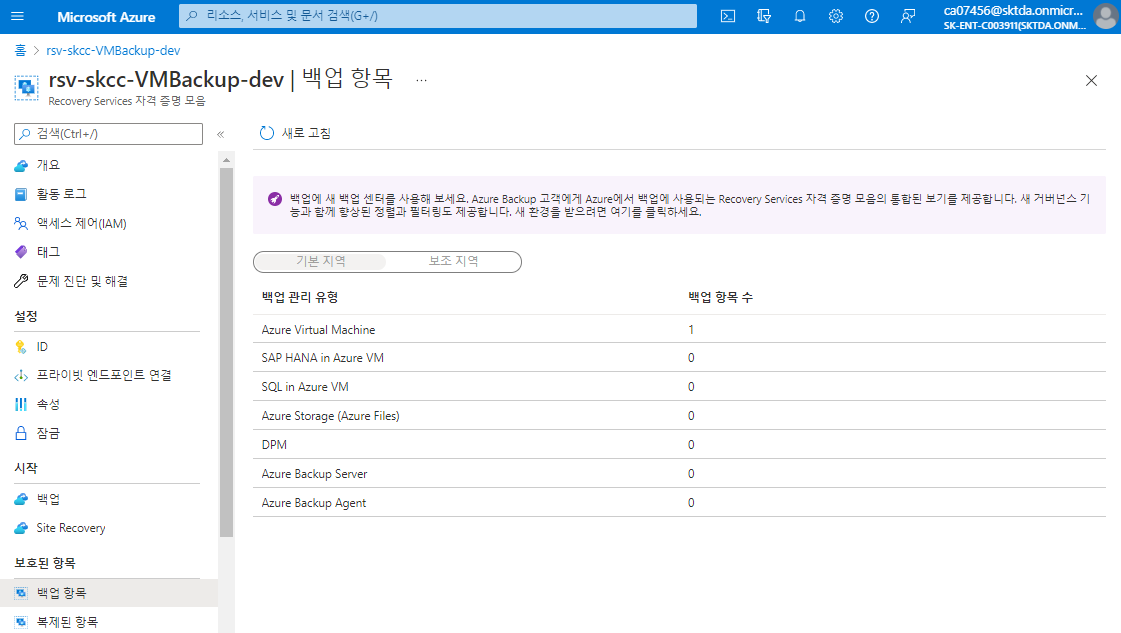 Microsoft Azure
리소스, 서비스 및 문서 검색(G+/)
ca07456@sktda.onmicr...
SK-ENT-C003911(SKTDA.ONM...
홈 > rsv-skcc-VMBackup-dev
rsv-skcc-VMBackup-dev | 백업 항목 ...
Recovery Services 자격 증명 모음
검색(Ctrl+/)
«
개요
활동 로그
액세스 제어(IAM)
태그
문제 진단 및 해결
설정
ID
프라이빗 엔드포인트 연결
속성
잠금
시작
백업
Site Recovery
보호된 항목
백업 항목
복제된 항목
새로 고침
백업에 새 백업 센터를 사용해 보세요. Azure Backup 고객에게 Azure에서 백업에 사용되는 Recovery Services 자격 증명 모음의 통합된 보기를 제공합니다. 새 거버넌스 기
능과 함께 향상된 정렬과 필터링도 제공합니다. 새 환경을 받으려면 여기를 클릭하세요.
기본 지역 보조 지역
백업 관리 유형 백업 항목 수
Azure Virtual Machine 1
SAP HANA in Azure VM 0
SQL in Azure VM 0
Azure Storage (Azure Files) 0
DPM 0
Azure Backup Server 0
Azure Backup Agent 0